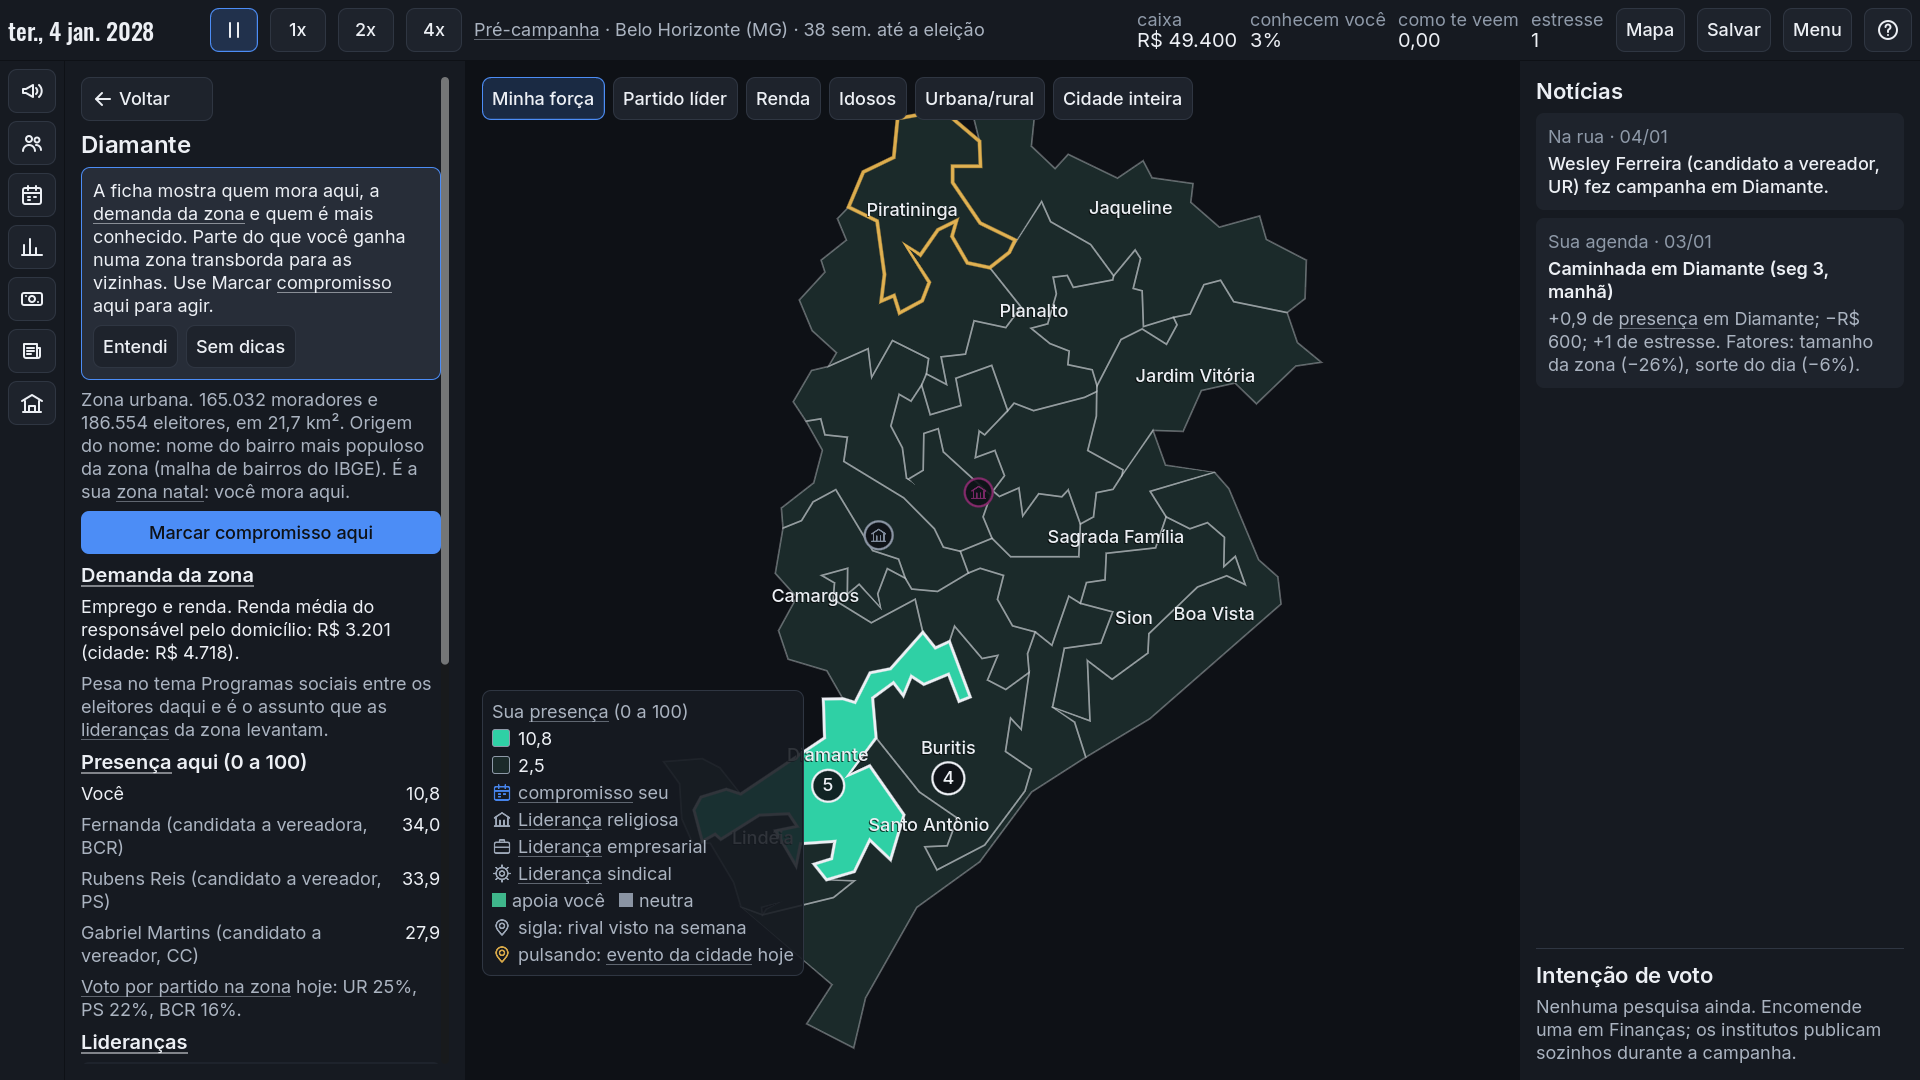 ter., 4 jan. 2028
1x
2x
4x
Pré-campanha · Belo Horizonte (MG) · 38 sem. até a eleição
caixa
R$ 49.400
conhecem você
3%
como te veem
0,00
estresse
1
Mapa
Salvar
Menu
Voltar
Diamante
A ficha mostra quem mora aqui, a
demanda da zona e quem é mais
conhecido. Parte do que você ganha
numa zona transborda para as
vizinhas. Use Marcar compromisso
aqui para agir.
Entendi
Sem dicas
Zona urbana. 165.032 moradores e
186.554 eleitores, em 21,7 km². Origem
do nome: nome do bairro mais populoso
da zona (malha de bairros do IBGE). É a
sua zona natal: você mora aqui.
Marcar compromisso aqui
Demanda da zona
Emprego e renda. Renda média do
responsável pelo domicílio: R$ 3.201
(cidade: R$ 4.718).
Pesa no tema Programas sociais entre os
eleitores daqui e é o assunto que as
lideranças da zona levantam.
Presença aqui (0 a 100)
Você 10,8
Fernanda (candidata a vereadora, 34,0
BCR)
Rubens Reis (candidato a vereador, 33,9
PS)
Gabriel Martins (candidato a 27,9
vereador, CC)
Voto por partido na zona hoje: UR 25%,
PS 22%, BCR 16%.
Lideranças
Minha força
Partido líder
Renda
Idosos
Urbana/rural
Cidade inteira
Piratininga
Jaqueline
Planalto
Jardim Vitória
Sagrada Família
Camargos
Sion
Boa Vista
Buritis
4
Diamante
5
Santo Antônio
Lindéia
Sua presença (0 a 100)
10,8
2,5
compromisso seu
Liderança religiosa
Liderança empresarial
Liderança sindical
apoia você neutra
sigla: rival visto na semana
pulsando: evento da cidade hoje
Notícias
Na rua · 04/01
Wesley Ferreira (candidato a vereador,
UR) fez campanha em Diamante.
Sua agenda · 03/01
Caminhada em Diamante (seg 3,
manhã)
+0,9 de presença em Diamante; −R$
600; +1 de estresse. Fatores: tamanho
da zona (−26%), sorte do dia (−6%).
Intenção de voto
Nenhuma pesquisa ainda. Encomende
uma em Finanças; os institutos publicam
sozinhos durante a campanha.